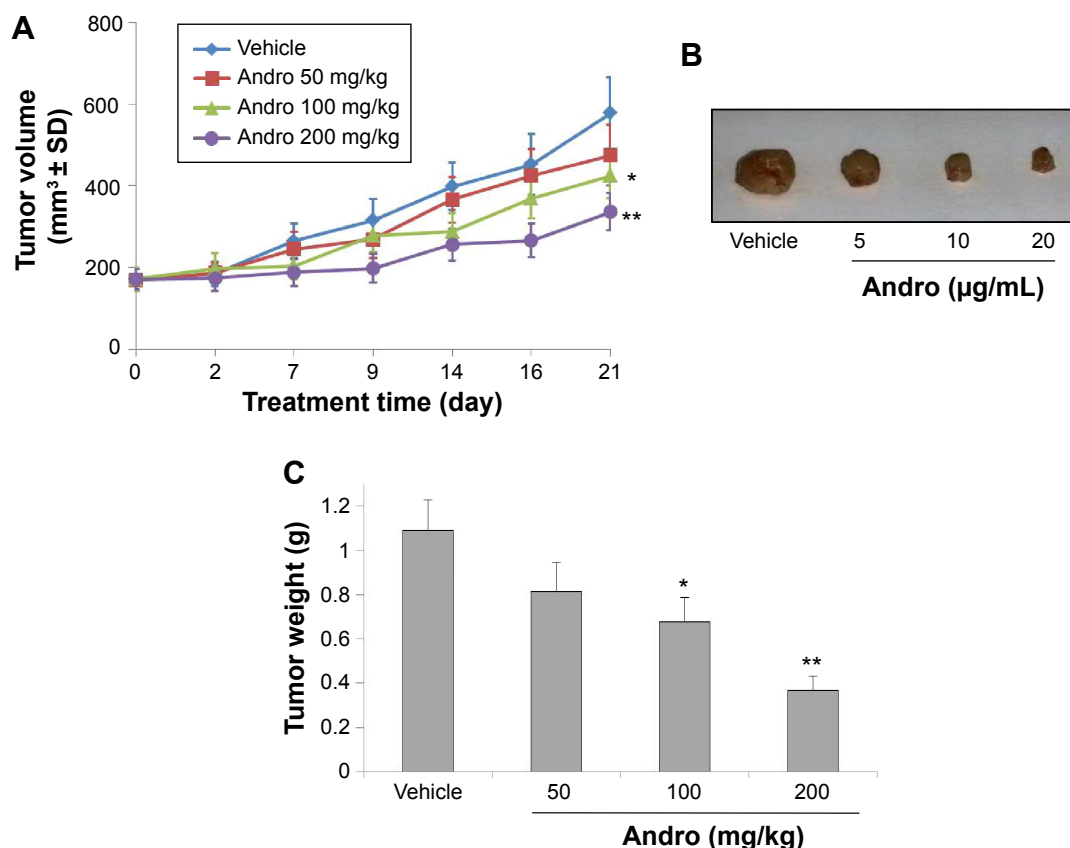 A
Tumor volume
(mm³ ± SD)
800
600
400
200
0
Vehicle
Andro 50 mg/kg
Andro 100 mg/kg
Andro 200 mg/kg
*
**
0 2 7 9 14 16 21
Treatment time (day)
B
Vehicle 5 10 20
Andro (µg/mL)
C
Tumor weight (g)
1.2
1
0.8
0.6
0.4
0.2
0
*
**
Vehicle 50 100 200
Andro (mg/kg)